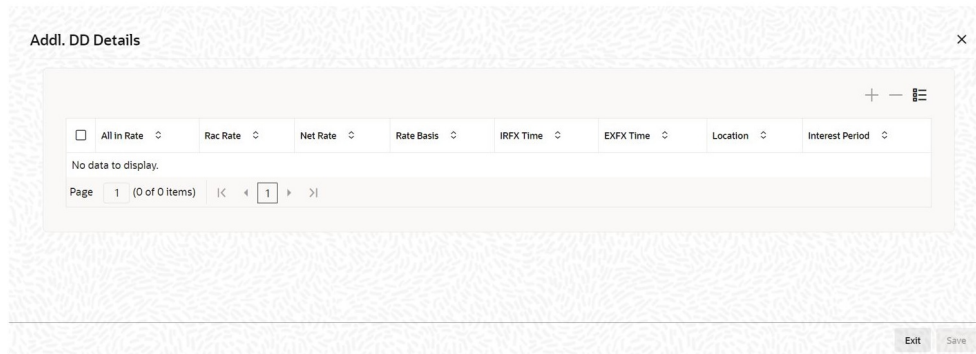 Addl. DD Details
All in Rate Rac Rate Net Rate Rate Basis IRFX Time EXFX Time Location Interest Period
No data to display.
Page 1 (0 of 0 items) 1
Exit Save